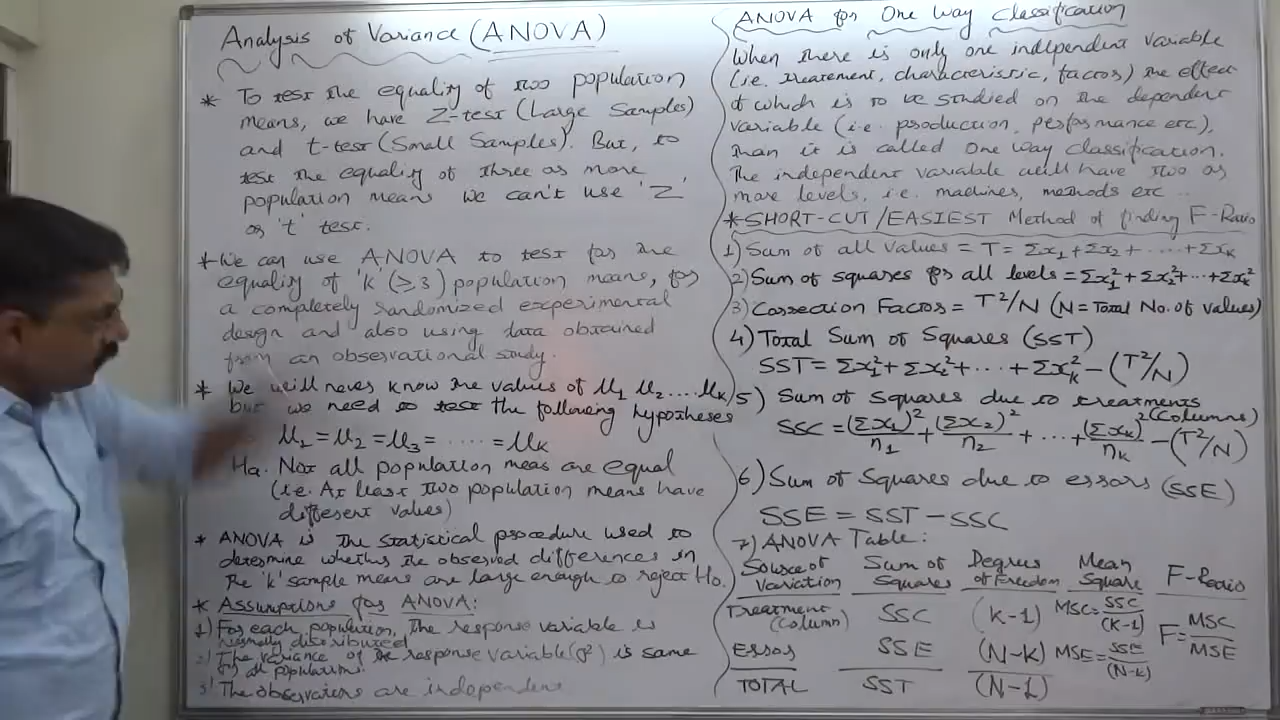 Analysis of Variance (ANOVA)
* To test the equality of two population
means, we have Z-test (Large Samples)
and t-test (Small Samples). But, to
test the equality of three or more
population means we can't use 'Z'
or 't' test.
* We can use ANOVA to test for the
equality of 'k' (≥3) population means, for
a completely randomized experimental
design and also using data obtained
from an observational study.
* We will never know the values of μ1 μ2 ....μk,
but we need to test the following hypotheses
μ1 = μ2 = μ3 = ..... = μk
Ha. Not all population meas are equal
(i.e. At least two population means have
different values)
* ANOVA is the statistical procedure used to
determine whether the observed differences in
the 'k' sample means are large enough to reject Ho.
* Assumptions for ANOVA:
1) For each population, the response variable is
normally distributed
2) The variance of the response variable (σ²) is same
for all populations.
3) The observations are independent
ANOVA for One Way Classification
When there is only one independent variable
(i.e. treatement, characteristic, factor) the effect
of which is to be studied on the dependent
variable (i.e. production, performance etc),
than it is called One way classification.
The independent variable will have two or
more levels, i.e. machines, methods etc..
*SHORT-CUT/EASIEST Method of finding F-Ratio
1) Sum of all values = T = Σx1 + Σx2 + ..... + Σxk
2) Sum of squares for all levels = Σx1² + Σx2² + ... + Σxk²
3) Correction Factor = T²/N (N = Total No. of values)
4) Total Sum of Squares (SST)
SST = Σx1² + Σx2² + ... + Σxk² – (T²/N)
5) Sum of Squares due to treatments
(Columns)
SSC = (Σx1)²/n1 + (Σx2)²/n2 + ... + (Σxk)²/nk – (T²/N)
6) Sum of Squares due to errors (SSE)
SSE = SST – SSC
7) ANOVA Table:
Source of Variation Sum of Squares Degrees of Freedom Mean Square F-Ratio
Treatment (Column) SSC (k-1) MSC = SSC/(k-1) F = MSC/MSE
Error SSE (N-k) MSE = SSE/(N-k)
TOTAL SST (N-1)